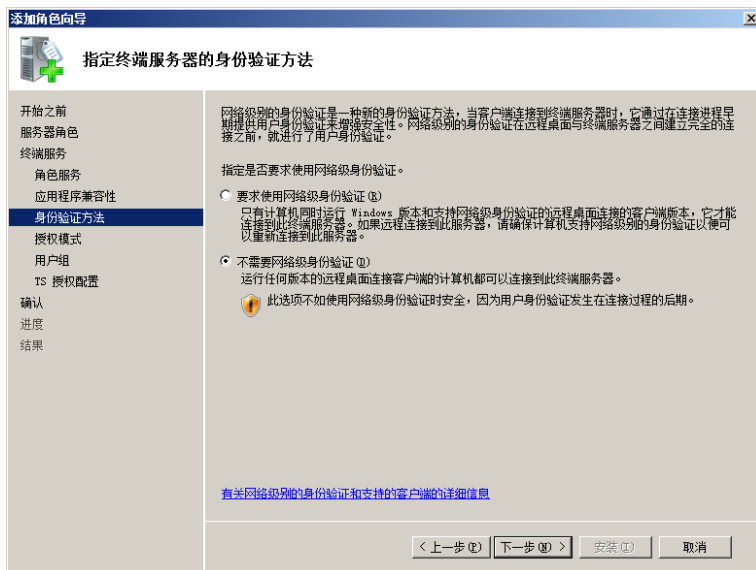 添加角色向导
指定终端服务器的身份验证方法
开始之前
服务器角色
终端服务
角色服务
应用程序兼容性
身份验证方法
授权模式
用户组
TS 授权配置
确认
进度
结果
网络级别的身份验证是一种新的身份验证方法，当客户端连接到终端服务器时，它通过在连接进程早
期提供用户身份验证来增强安全性。网络级别的身份验证在远程桌面与终端服务器之间建立完全的连
接之前，就进行了用户身份验证。
指定是否要求使用网络级身份验证。
要求使用网络级身份验证(R)
只有计算机同时运行 Windows 版本和支持网络级身份验证的远程桌面连接的客户端版本，它才能
连接到此终端服务器。如果远程连接到此服务器，请确保计算机支持网络级别的身份验证以便可
以重新连接到此服务器。
不需要网络级身份验证(D)
运行任何版本的远程桌面连接客户端的计算机都可以连接到此终端服务器。
此选项不如使用网络级身份验证时安全，因为用户身份验证发生在连接过程的后期。
有关网络级别的身份验证和支持的客户端的详细信息
< 上一步(P) 下一步(N) > 安装(I) 取消